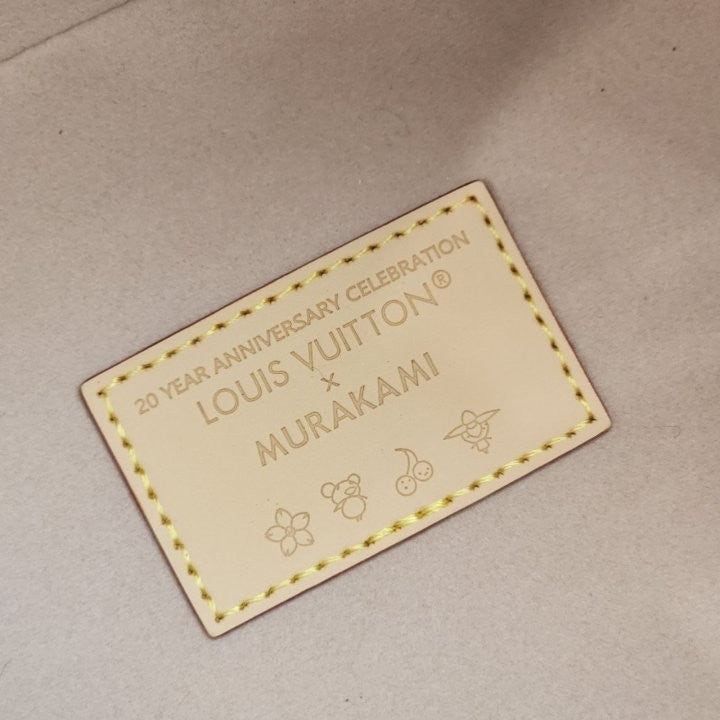 20 YEAR ANNIVERSARY CELEBRATION
LOUIS VUITTON®
x
MURAKAMI